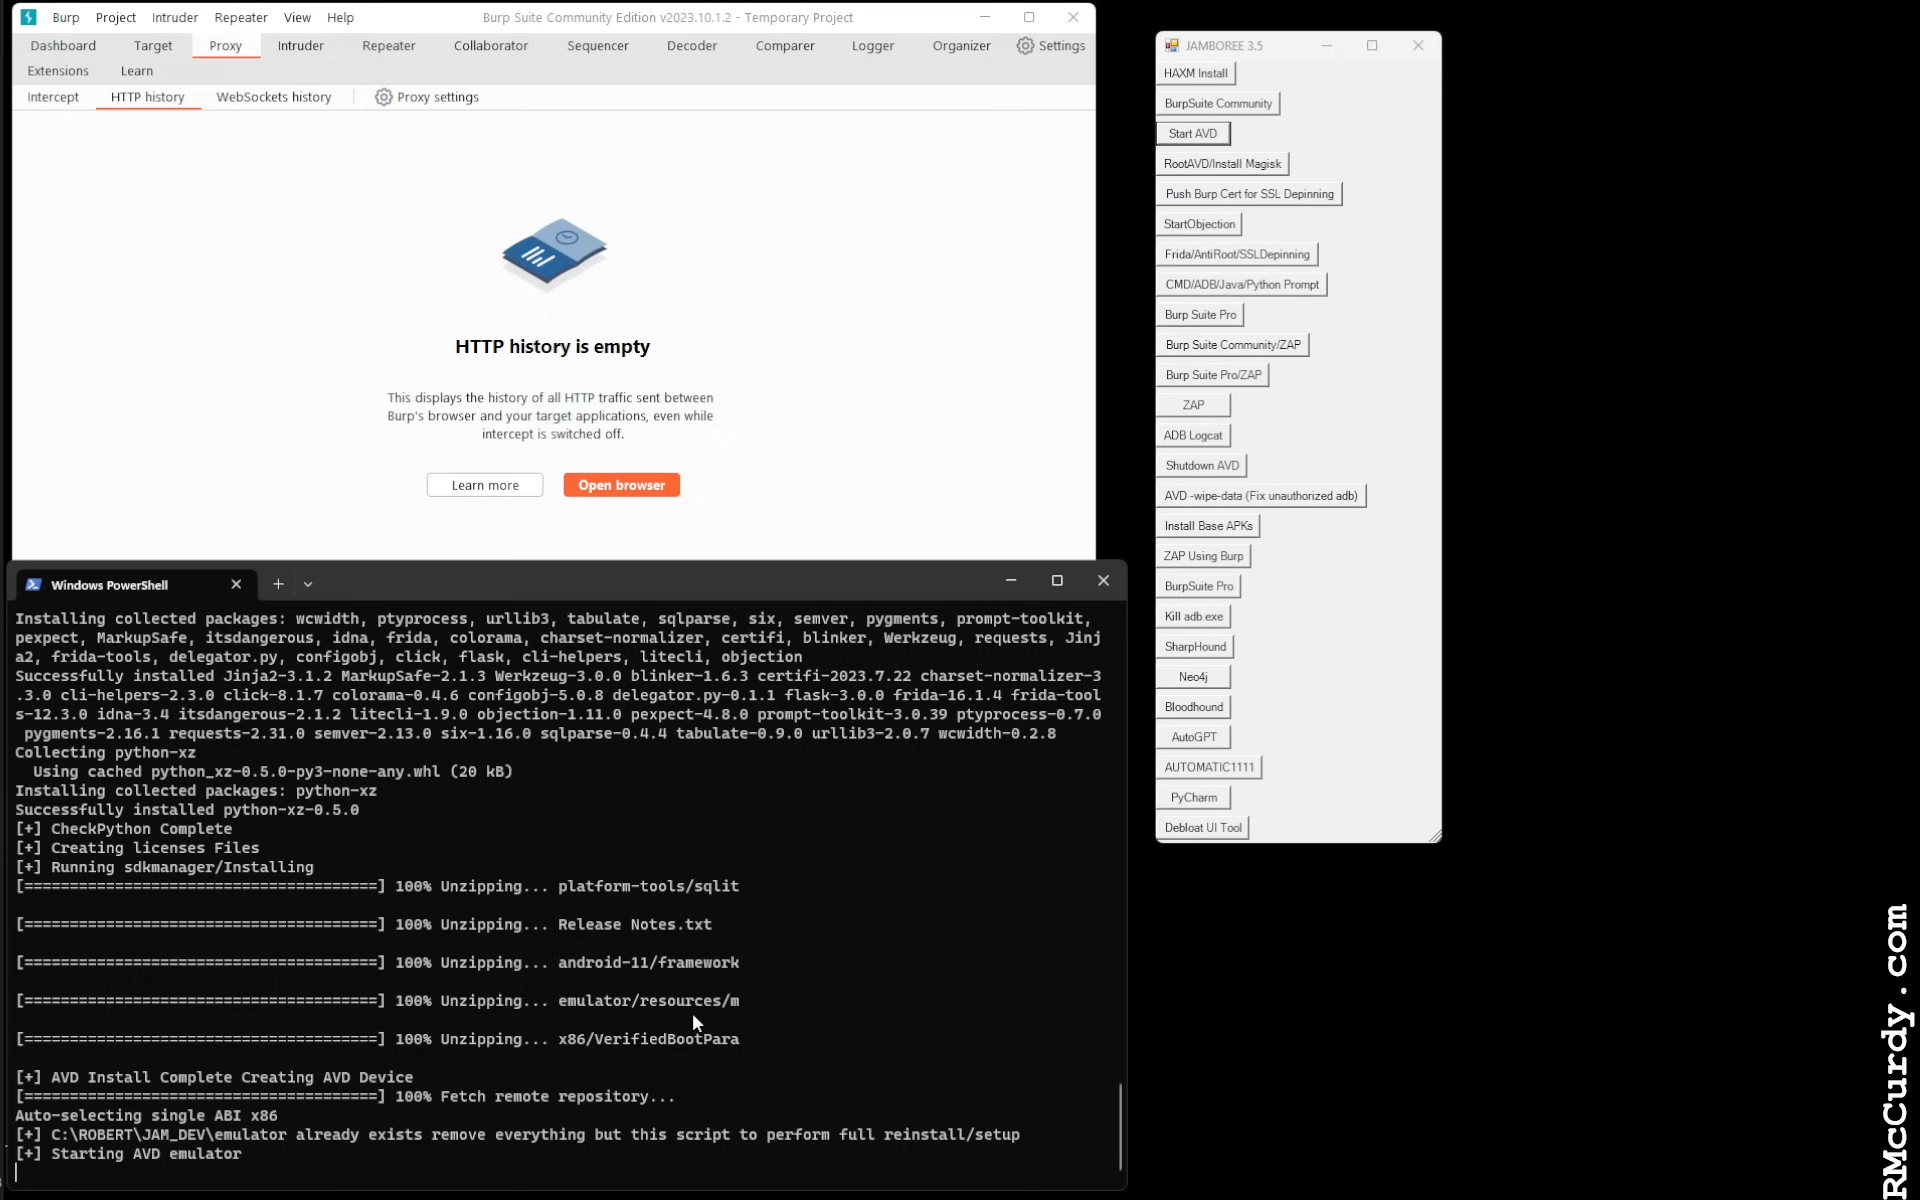 Burp Project Intruder Repeater View Help Burp Suite Community Edition v2023.10.1.2 - Temporary Project
Dashboard Target Proxy Intruder Repeater Collaborator Sequencer Decoder Comparer Logger Organizer Settings
Extensions Learn
Intercept HTTP history WebSockets history Proxy settings
HTTP history is empty
This displays the history of all HTTP traffic sent between
Burp's browser and your target applications, even while
intercept is switched off.
Learn more Open browser
Windows PowerShell
Installing collected packages: wcwidth, ptyprocess, urllib3, tabulate, sqlparse, six, semver, pygments, prompt-toolkit,
pexpect, MarkupSafe, itsdangerous, idna, frida, colorama, charset-normalizer, certifi, blinker, Werkzeug, requests, Jinj
a2, frida-tools, delegator.py, configobj, click, flask, cli-helpers, litecli, objection
Successfully installed Jinja2-3.1.2 MarkupSafe-2.1.3 Werkzeug-3.0.0 blinker-1.6.3 certifi-2023.7.22 charset-normalizer-3
.3.0 cli-helpers-2.3.0 click-8.1.7 colorama-0.4.6 configobj-5.0.8 delegator.py-0.1.1 flask-3.0.0 frida-16.1.4 frida-tool
s-12.3.0 idna-3.4 itsdangerous-2.1.2 litecli-1.9.0 objection-1.11.0 pexpect-4.8.0 prompt-toolkit-3.0.39 ptyprocess-0.7.0
pygments-2.16.1 requests-2.31.0 semver-2.13.0 six-1.16.0 sqlparse-0.4.4 tabulate-0.9.0 urllib3-2.0.7 wcwidth-0.2.8
Collecting python-xz
Using cached python_xz-0.5.0-py3-none-any.whl (20 kB)
Installing collected packages: python-xz
Successfully installed python-xz-0.5.0
[+] CheckPython Complete
[+] Creating licenses Files
[+] Running sdkmanager/Installing
[=======================================] 100% Unzipping... platform-tools/sqlit
[=======================================] 100% Unzipping... Release Notes.txt
[=======================================] 100% Unzipping... android-11/framework
[=======================================] 100% Unzipping... emulator/resources/m
[=======================================] 100% Unzipping... x86/VerifiedBootPara
[+] AVD Install Complete Creating AVD Device
[=======================================] 100% Fetch remote repository...
Auto-selecting single ABI x86
[+] C:\ROBERT\JAM_DEV\emulator already exists remove everything but this script to perform full reinstall/setup
[+] Starting AVD emulator
JAMBOREE 3.5
HAXM Install
BurpSuite Community
Start AVD
RootAVD/Install Magisk
Push Burp Cert for SSL Depinning
StartObjection
Frida/AntiRoot/SSLDepinning
CMD/ADB/Java/Python Prompt
Burp Suite Pro
Burp Suite Community/ZAP
Burp Suite Pro/ZAP
ZAP
ADB Logcat
Shutdown AVD
AVD -wipe-data (Fix unauthorized adb)
Install Base APKs
ZAP Using Burp
BurpSuite Pro
Kill adb.exe
SharpHound
Neo4j
Bloodhound
AutoGPT
AUTOMATIC1111
PyCharm
Debloat UI Tool
RMcCurdy.com